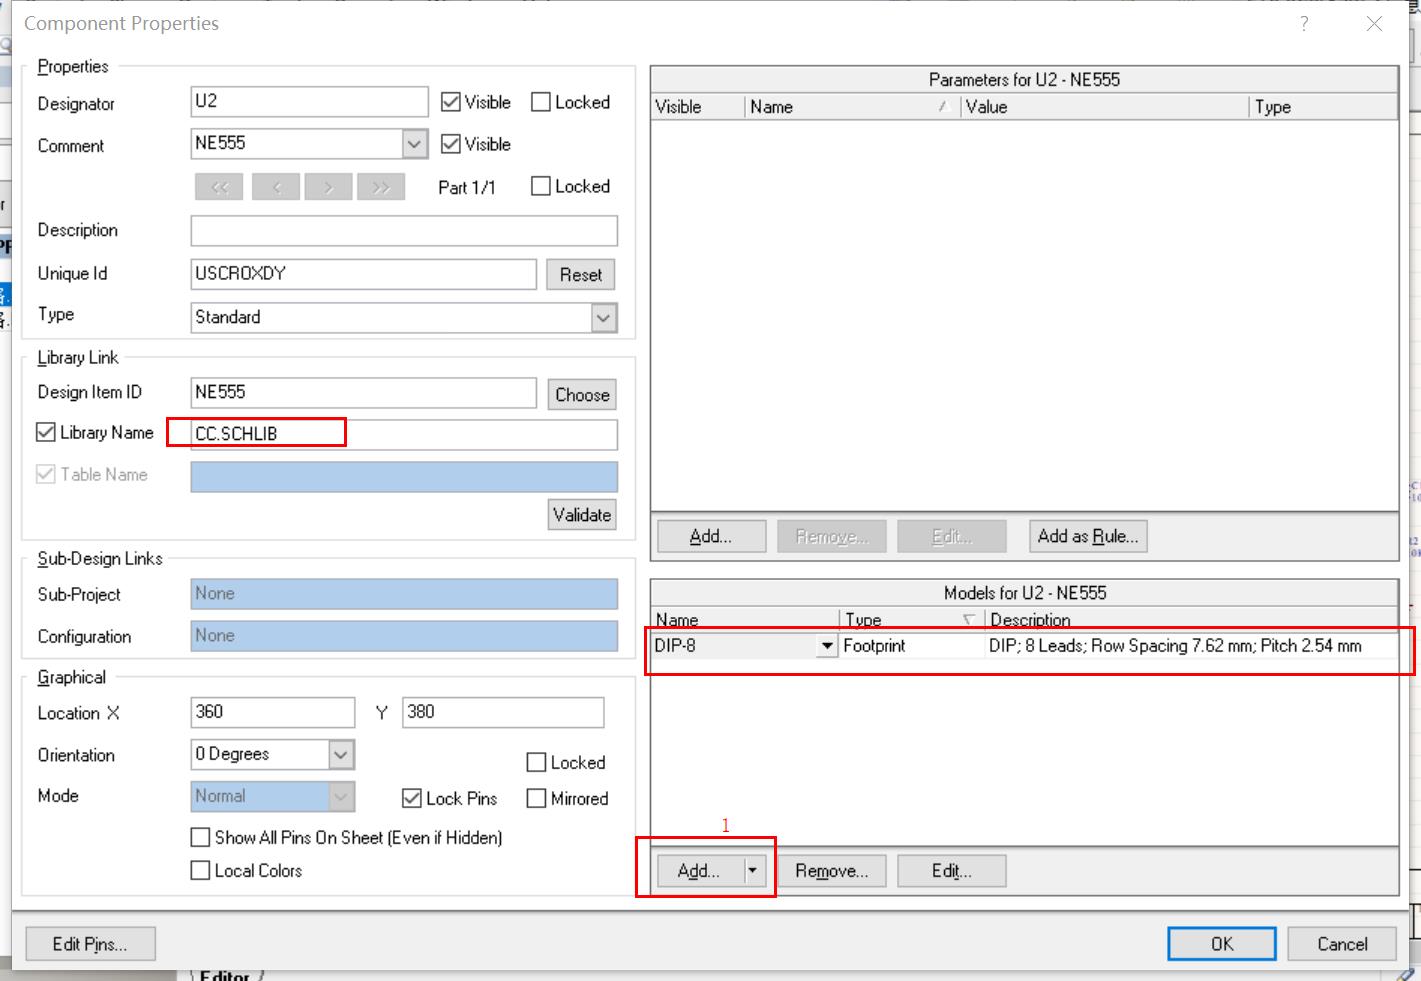 Component Properties
?
Properties
Designator
U2
Visible
Locked
Comment
NE555
Visible
<<
<
>
>>
Part 1/1
Locked
Description
Unique Id
USCROXDY
Reset
Type
Standard
Library Link
Design Item ID
NE555
Choose
Library Name
CC.SCHLIB
Table Name
Validate
Sub-Design Links
Sub-Project
None
Configuration
None
Graphical
Location X
360
Y
380
Orientation
0 Degrees
Locked
Mode
Normal
Lock Pins
Mirrored
Show All Pins On Sheet (Even if Hidden)
Local Colors
Parameters for U2 - NE555
Visible Name Value Type
Add...
Remove...
Edit...
Add as Rule...
Models for U2 - NE555
Name Type Description
DIP-8 Footprint DIP; 8 Leads; Row Spacing 7.62 mm; Pitch 2.54 mm
1
Add...
Remove...
Edit...
Edit Pins...
OK
Cancel
Editor